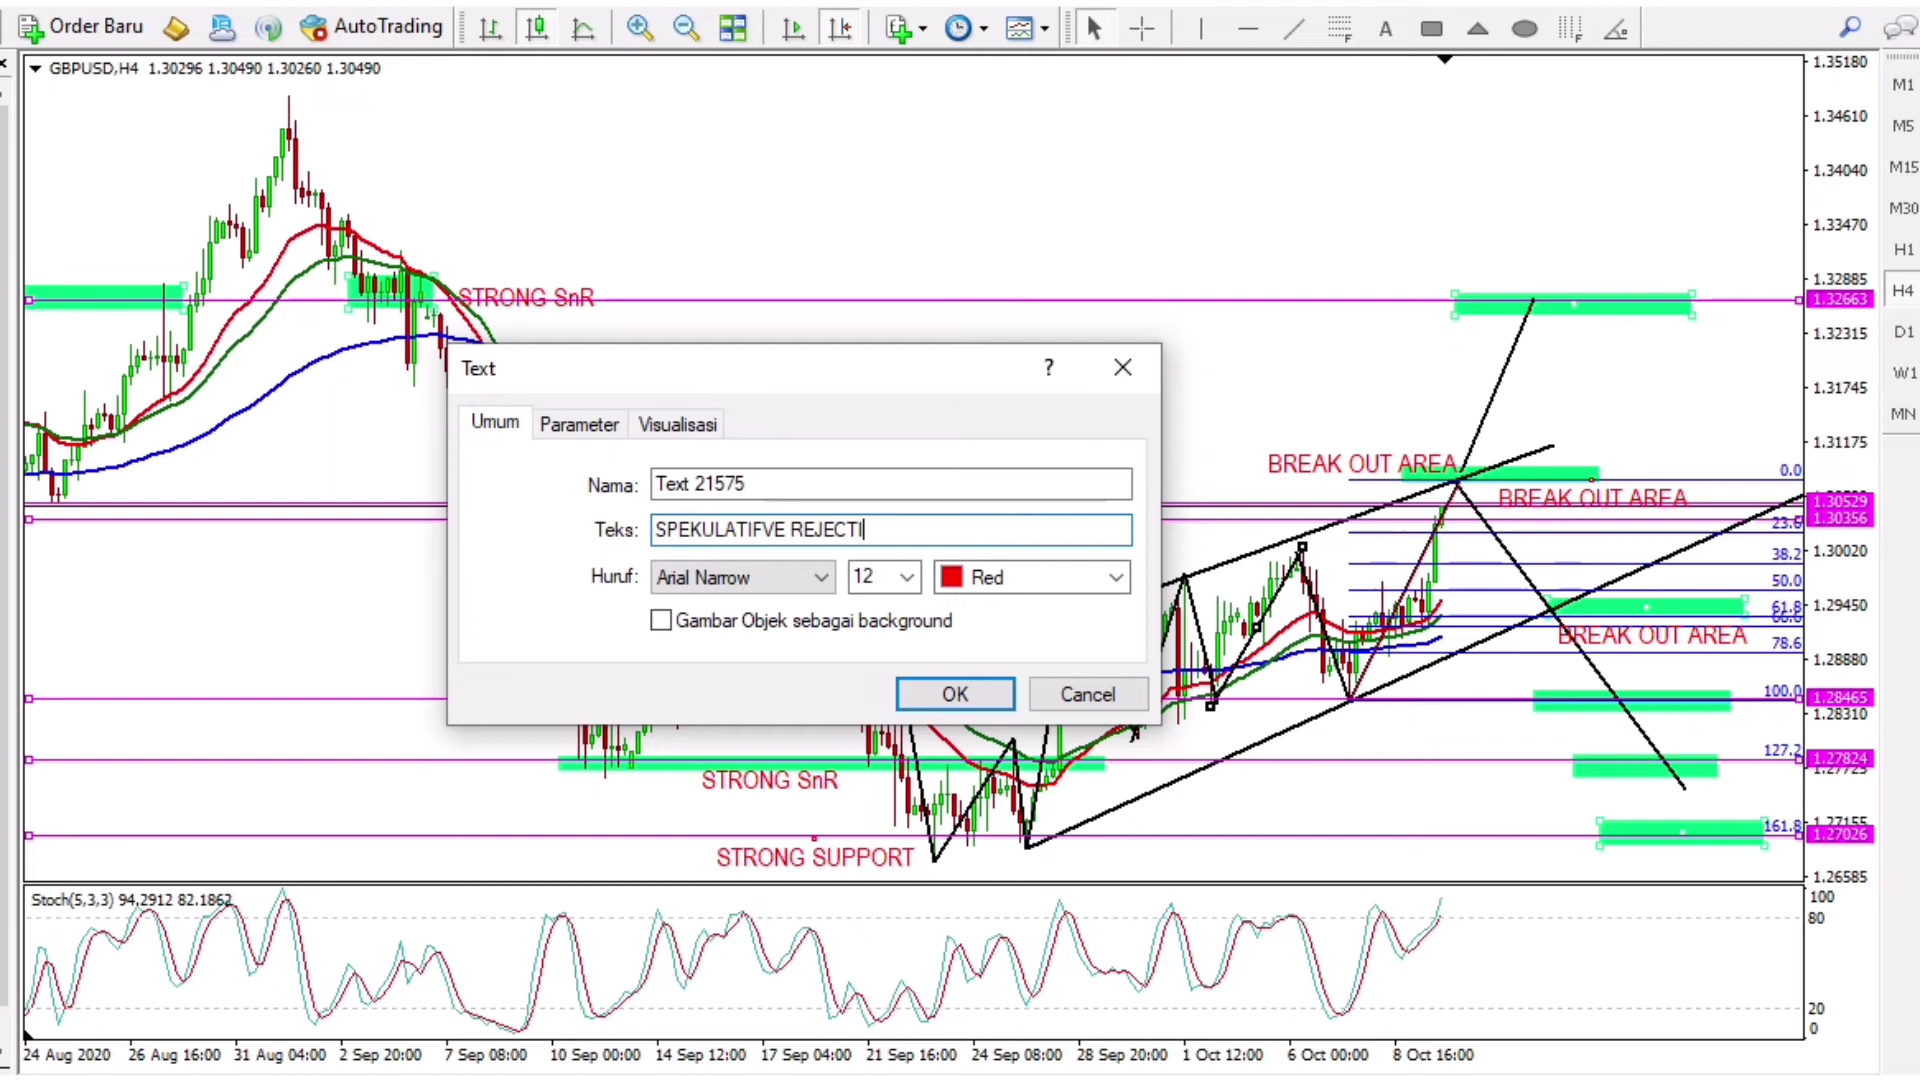 Order Baru AutoTrading
GBPUSD,H4 1.30296 1.30490 1.30260 1.30490
1.35180
M1
1.34610
M5
1.34040
M15
1.33470
M30
H1
1.32885
H4
STRONG SnR
1.32663
1.32315
D1
1.31745
W1
MN
1.31175
Text
?
Umum Parameter Visualisasi
Nama: Text 21575
Teks: SPEKULATIFVE REJECTI
Huruf: Arial Narrow 12 Red
Gambar Objek sebagai background
OK Cancel
BREAK OUT AREA
0.0
BREAK OUT AREA
1.30529
1.30356
23.6
38.2
1.30020
50.0
61.8
1.29450
BREAK OUT AREA
78.6
1.28880
100.0
1.28465
1.28310
127.2
1.27824
1.27725
STRONG SnR
1.27155
161.8
1.27026
STRONG SUPPORT
1.26585
Stoch(5,3,3) 94.2912 82.1862
100
80
20
0
24 Aug 2020 26 Aug 16:00 31 Aug 04:00 2 Sep 20:00 7 Sep 08:00 10 Sep 00:00 14 Sep 12:00 17 Sep 04:00 21 Sep 16:00 24 Sep 08:00 28 Sep 20:00 1 Oct 12:00 6 Oct 00:00 8 Oct 16:00